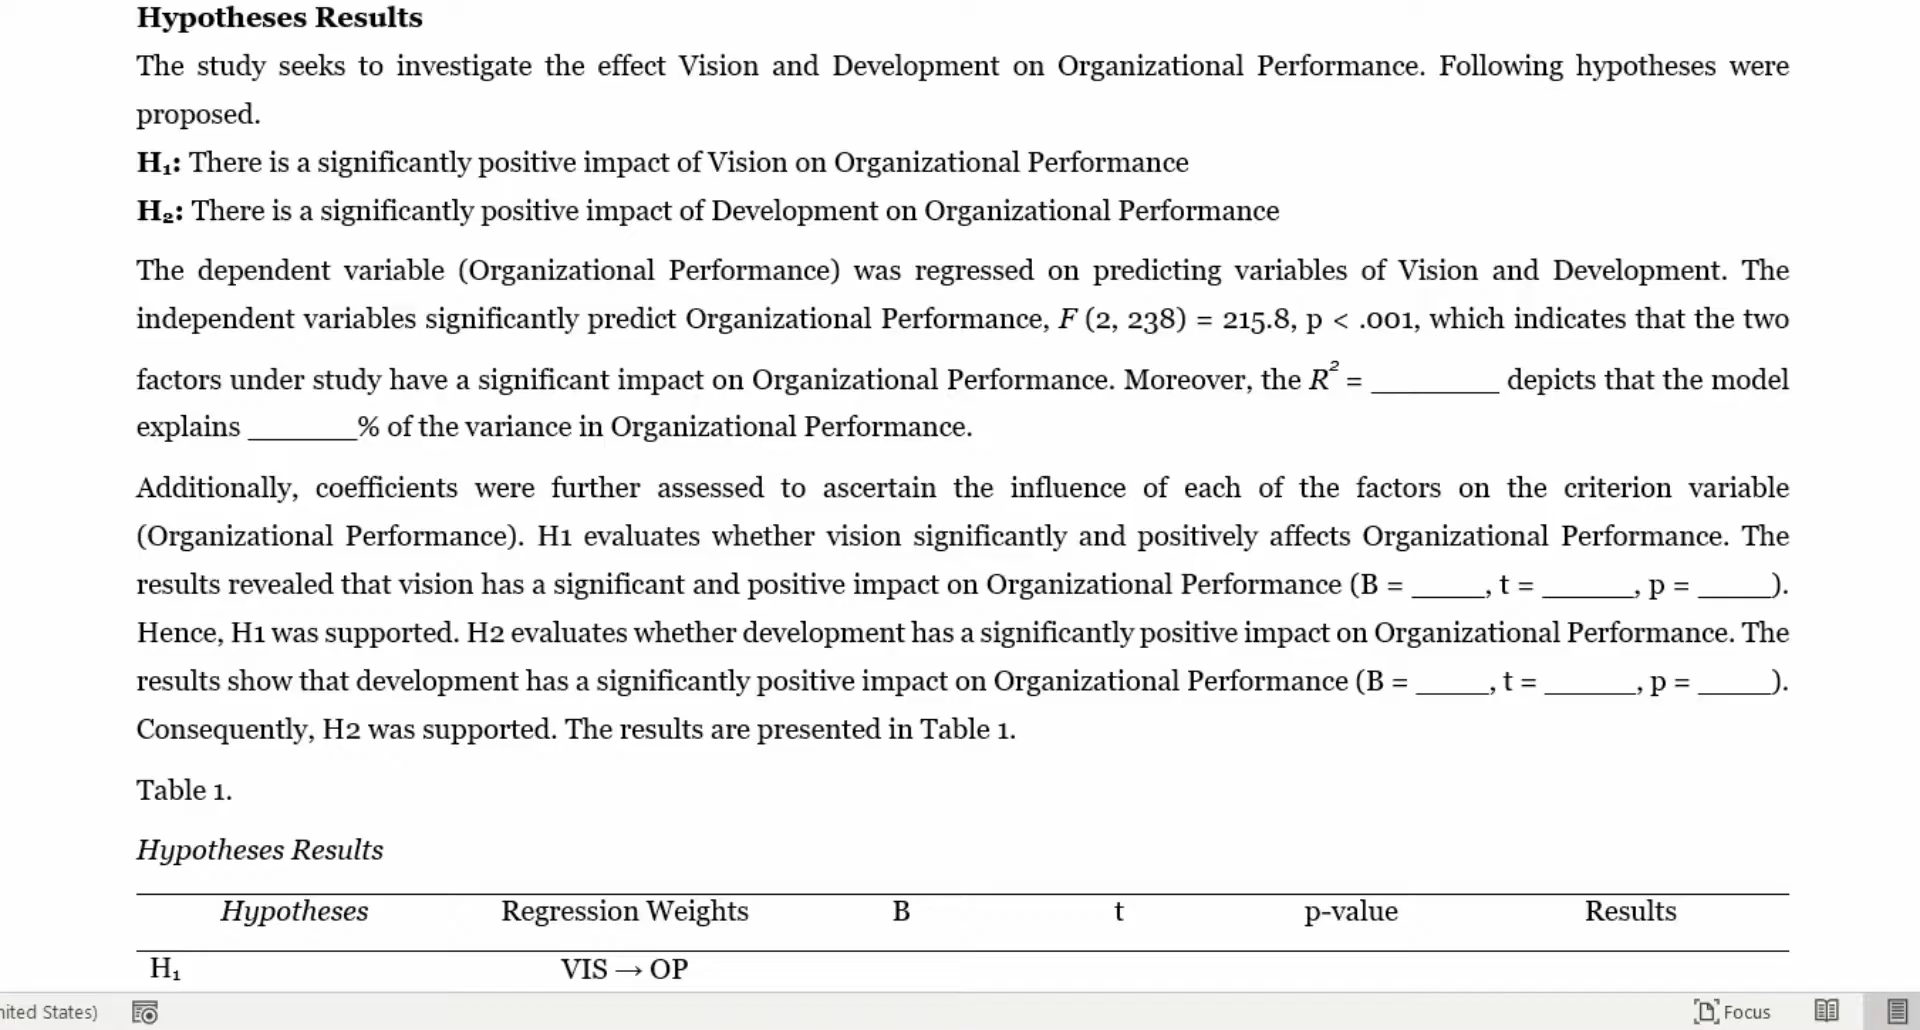 Hypotheses Results
The study seeks to investigate the effect Vision and Development on Organizational Performance. Following hypotheses were
proposed.
H₁: There is a significantly positive impact of Vision on Organizational Performance
H₂: There is a significantly positive impact of Development on Organizational Performance
The dependent variable (Organizational Performance) was regressed on predicting variables of Vision and Development. The
independent variables significantly predict Organizational Performance, F (2, 238) = 215.8, p < .001, which indicates that the two
factors under study have a significant impact on Organizational Performance. Moreover, the R² = _________ depicts that the model
explains ________% of the variance in Organizational Performance.
Additionally, coefficients were further assessed to ascertain the influence of each of the factors on the criterion variable
(Organizational Performance). H1 evaluates whether vision significantly and positively affects Organizational Performance. The
results revealed that vision has a significant and positive impact on Organizational Performance (B = _____, t = ______, p = _____).
Hence, H1 was supported. H2 evaluates whether development has a significantly positive impact on Organizational Performance. The
results show that development has a significantly positive impact on Organizational Performance (B = _____, t = ______, p = _____).
Consequently, H2 was supported. The results are presented in Table 1.
Table 1.
Hypotheses Results
Hypotheses Regression Weights B t p-value Results
H₁ VIS → OP
States) Focus